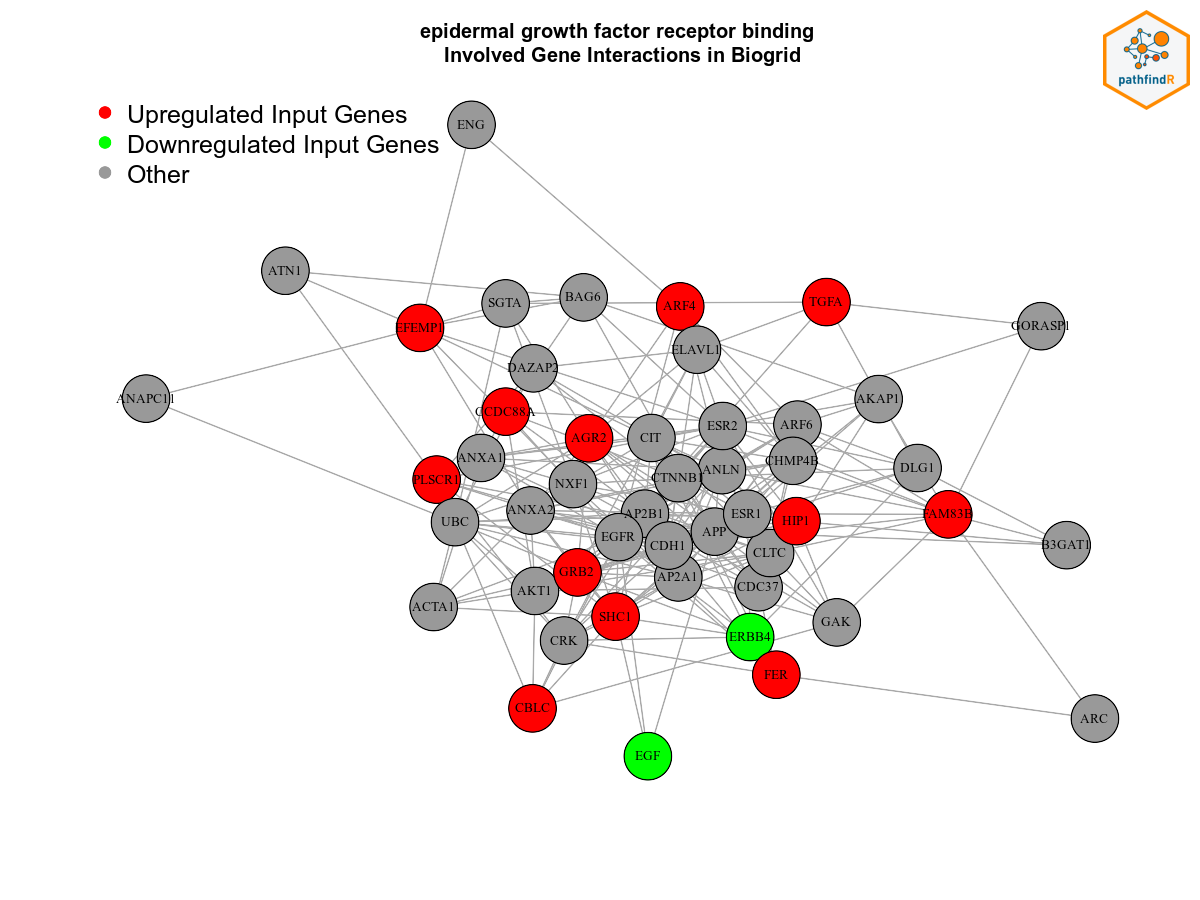 epidermal growth factor receptor binding
Involved Gene Interactions in Biogrid
pathfindR
Upregulated Input Genes
Downregulated Input Genes
Other
ENG
ATN1
SGTA
BAG6
ARF4
TGFA
EFEMP1
GORASP1
ELAVL1
DAZAP2
ANAPC11
AKAP1
CCDC88A
AGR2
CIT
ESR2
ARF6
ANXA1
CHMP4B
DLG1
PLSCR1
NXF1
CTNNB1
ANLN
UBC
ANXA2
AP2B1
ESR1
HIP1
FAM83B
EGFR
CDH1
APP
CLTC
B3GAT1
GRB2
AP2A1
CDC37
AKT1
ACTA1
SHC1
GAK
CRK
ERBB4
FER
CBLC
ARC
EGF